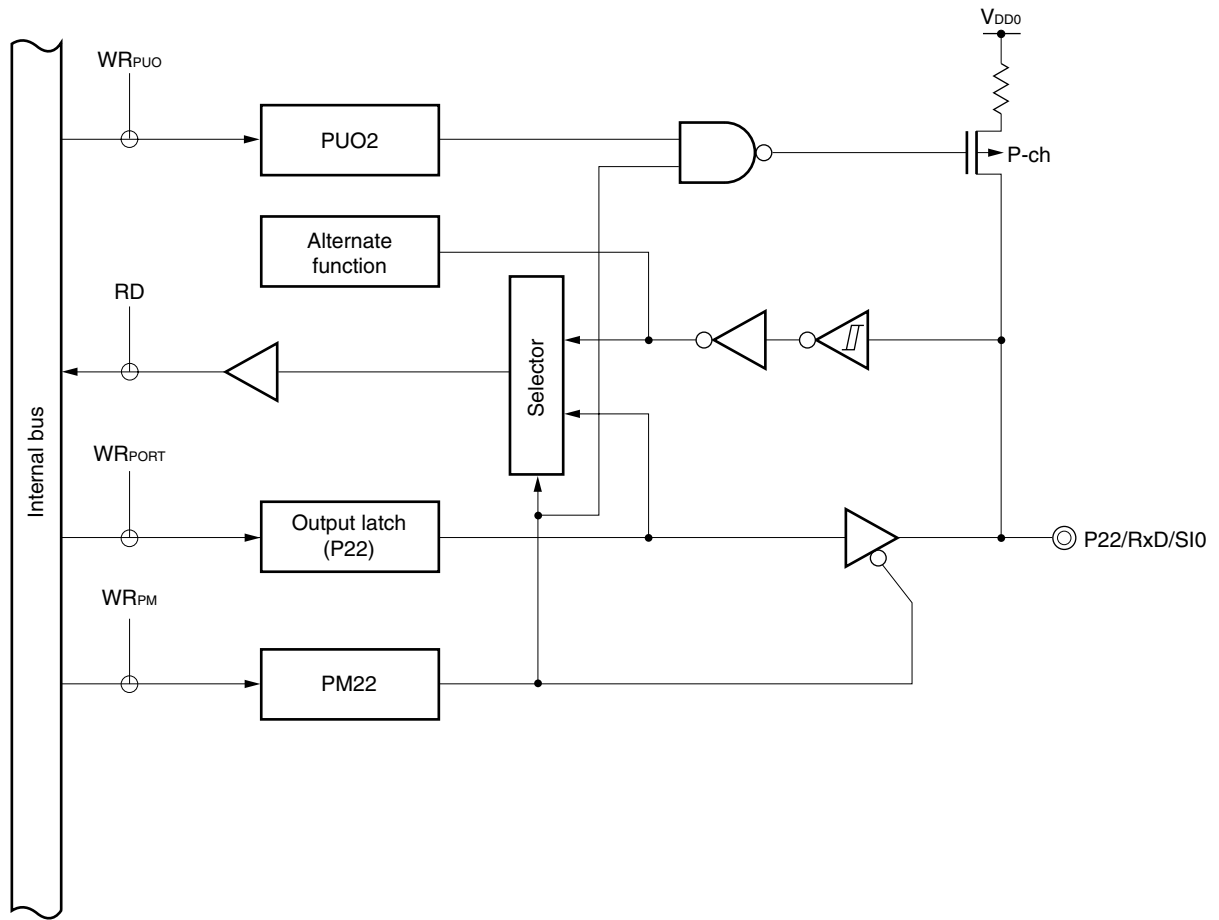 VDD0
WRPUO
PUO2
P-ch
Alternate
function
RD
Selector
Internal bus
WRPORT
Output latch
(P22)
P22/RxD/SI0
WRPM
PM22